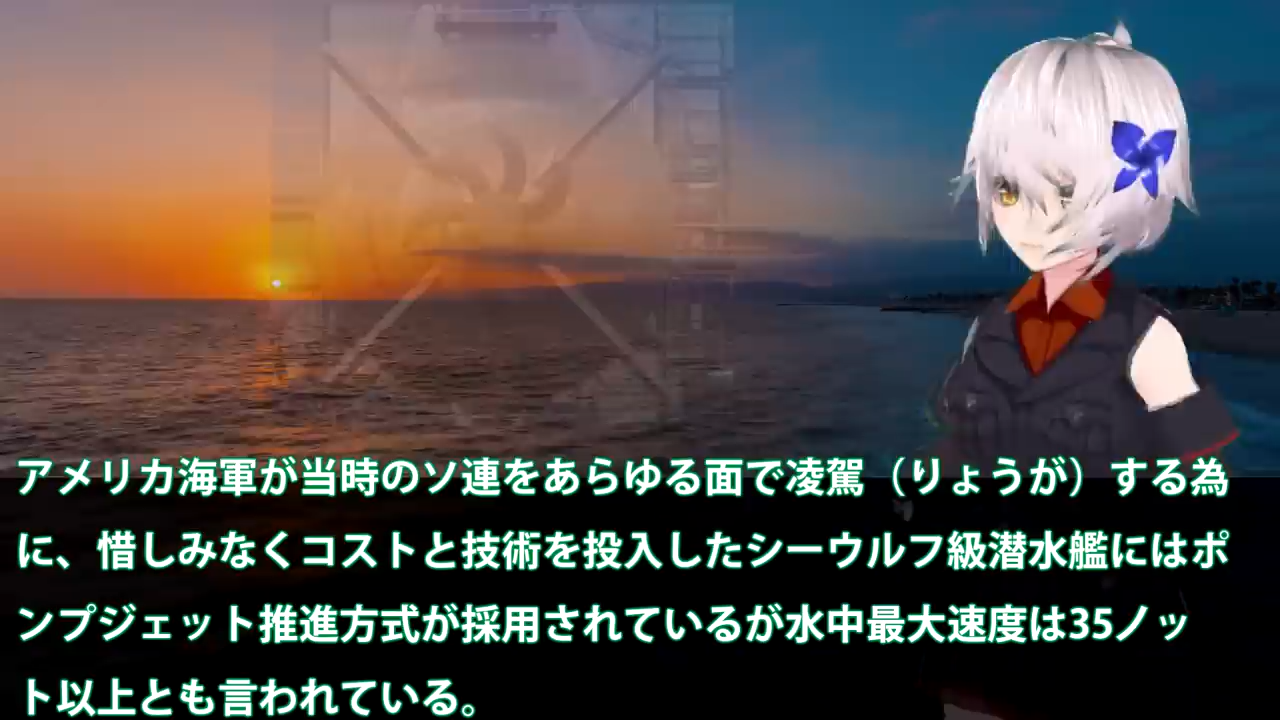 アメリカ海軍が当時のソ連をあらゆる面で凌駕（りょうが）する為
に、惜しみなくコストと技術を投入したシーウルフ級潜水艦にはポ
ンプジェット推進方式が採用されているが水中最大速度は35ノッ
ト以上とも言われている。